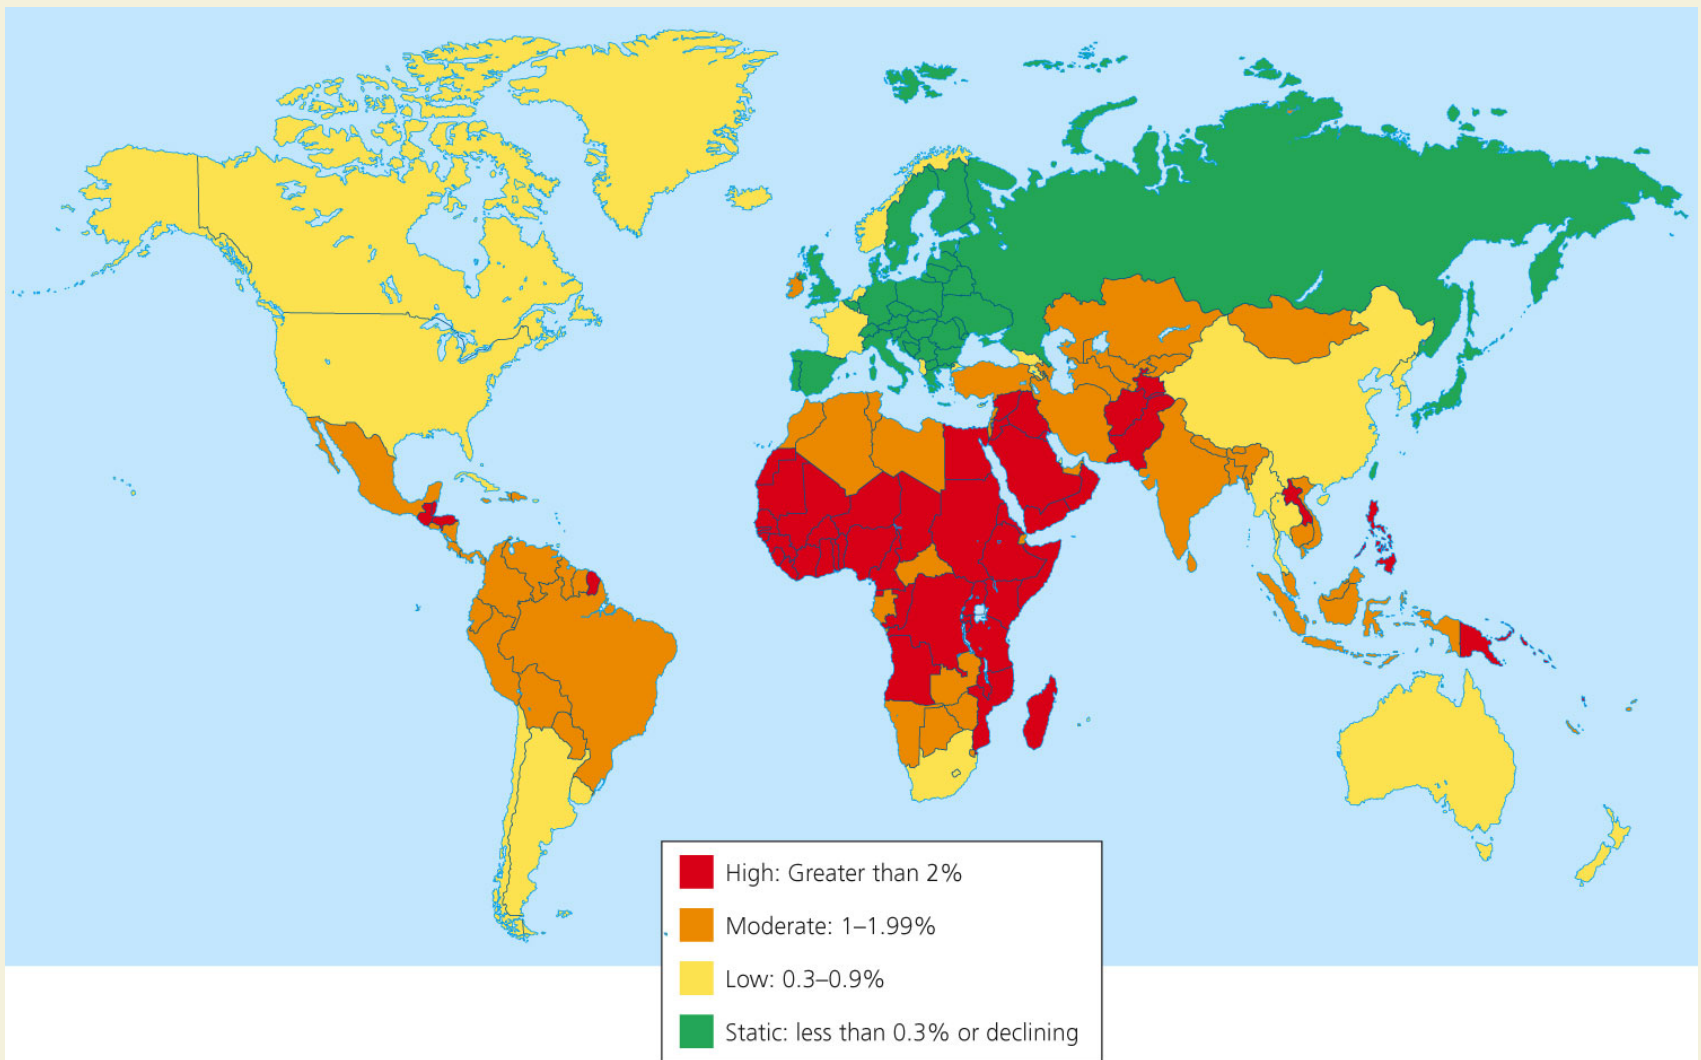 High: Greater than 2%
Moderate: 1–1.99%
Low: 0.3–0.9%
Static: less than 0.3% or declining